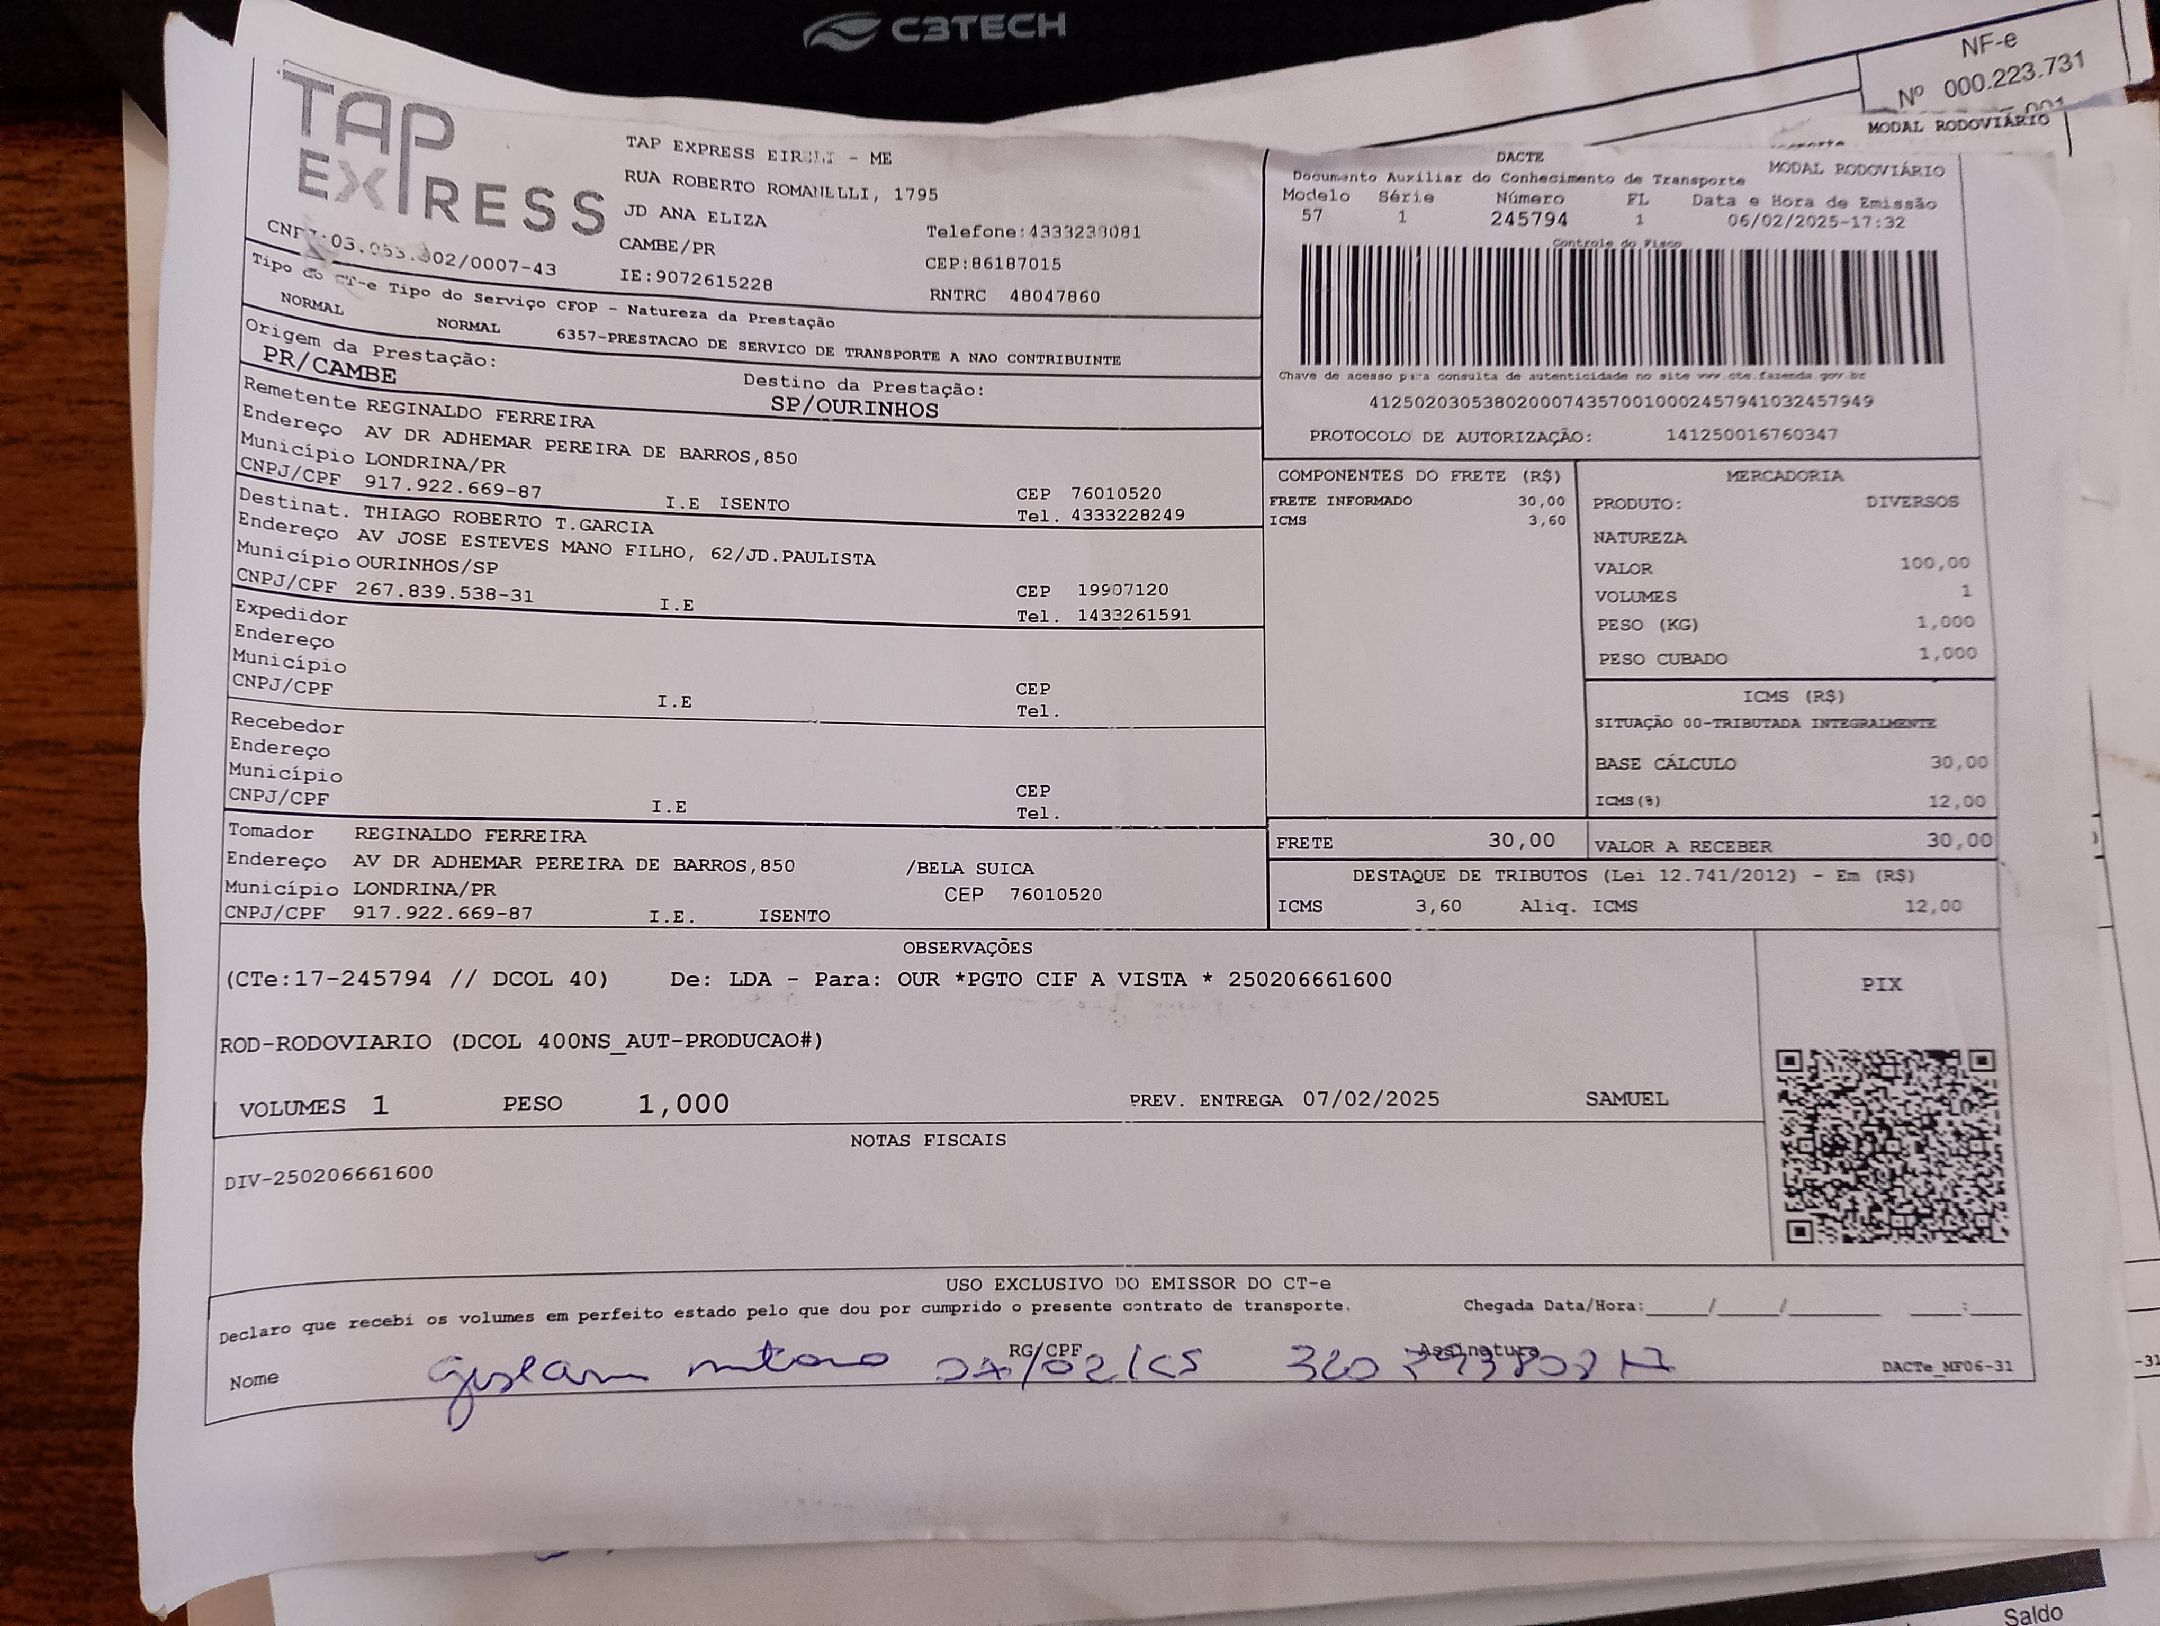 C3TECH
NF-e
Nº 000.223.731
MODAL RODOVIÁRIO
TAP EXPRESS
TAP EXPRESS - ME
RUA ROBERTO ROMANELLI, 1795
JD ANA ELIZA
CAMBE/PR
IE:9072615228
Telefone:4333239081
CEP:86187015
RNTRC 48047860
DACTE MODAL RODOVIÁRIO
Documento Auxiliar do Conhecimento de Transporte
Modelo Série Número FL Data e Hora de Emissão
57 1 245794 1 06/02/2025-17:32
Controle do Fisco
Chave de acesso para consulta de autenticidade no site www.cte.fazenda.gov.br
41250203053802000743570010002457941032457949
PROTOCOLO DE AUTORIZAÇÃO: 141250016760347
Tipo do CT-e Tipo do Serviço CFOP - Natureza da Prestação
NORMAL NORMAL 6357-PRESTACAO DE SERVICO DE TRANSPORTE A NAO CONTRIBUINTE
Origem da Prestação: Destino da Prestação:
PR/CAMBE SP/OURINHOS
Remetente REGINALDO FERREIRA
Endereço AV DR ADHEMAR PEREIRA DE BARROS,850
Município LONDRINA/PR CEP 76010520
CNPJ/CPF 917.922.669-87 I.E ISENTO Tel. 4333228249
Destinat. THIAGO ROBERTO T.GARCIA
Endereço AV JOSE ESTEVES MANO FILHO, 62/JD.PAULISTA
Município OURINHOS/SP CEP 19907120
CNPJ/CPF 267.839.538-31 I.E Tel. 1433261591
Expedidor
Endereço
Município CEP
CNPJ/CPF I.E Tel.
Recebedor
Endereço
Município CEP
CNPJ/CPF I.E Tel.
Tomador REGINALDO FERREIRA
Endereço AV DR ADHEMAR PEREIRA DE BARROS,850 /BELA SUICA
Município LONDRINA/PR CEP 76010520
CNPJ/CPF 917.922.669-87 I.E. ISENTO
COMPONENTES DO FRETE (R$)
FRETE INFORMADO 30,00
ICMS 3,60
MERCADORIA
PRODUTO: DIVERSOS
NATUREZA
VALOR 100,00
VOLUMES 1
PESO (KG) 1,000
PESO CUBADO 1,000
ICMS (R$)
SITUAÇÃO 00-TRIBUTADA INTEGRALMENTE
BASE CÁLCULO 30,00
ICMS(%) 12,00
FRETE 30,00 VALOR A RECEBER 30,00
DESTAQUE DE TRIBUTOS (Lei 12.741/2012) - Em (R$)
ICMS 3,60 Aliq. ICMS 12,00
OBSERVAÇÕES
(CTe:17-245794 // DCOL 40) De: LDA - Para: OUR *PGTO CIF A VISTA * 250206661600
ROD-RODOVIARIO (DCOL 400NS_AUT-PRODUCAO#)
VOLUMES 1 PESO 1,000 PREV. ENTREGA 07/02/2025 SAMUEL
PIX
NOTAS FISCAIS
DIV-250206661600
USO EXCLUSIVO DO EMISSOR DO CT-e
Declaro que recebi os volumes em perfeito estado pelo que dou por cumprido o presente contrato de transporte. Chegada Data/Hora:____/____/______ ___:___
Nome RG/CPF Assinatura DACTe_MF06-31
-31
Saldo